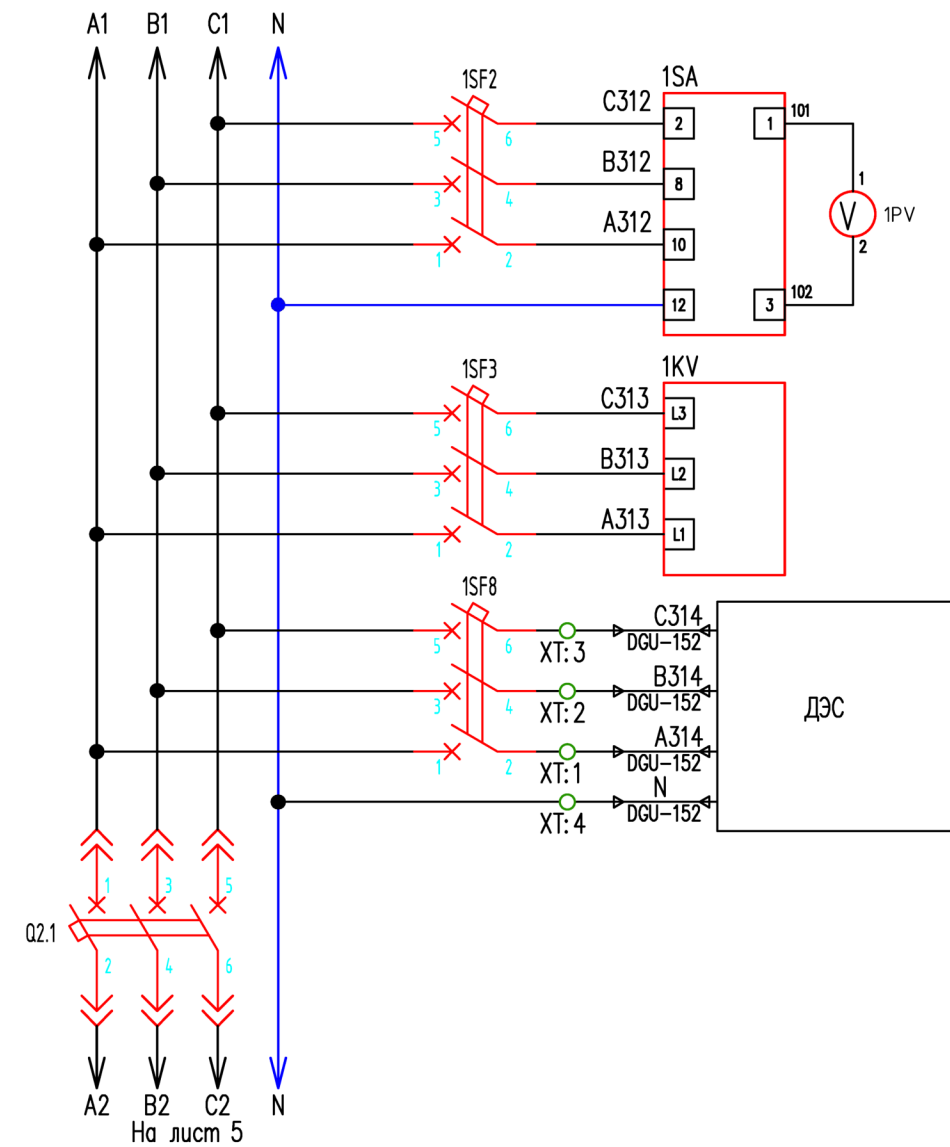 A1 B1 C1 N
1SF2 1SA
C312 2 1 101
5 6
B312 8 1
3 4 V 1PV
A312 10 2
1 2
12 3 102
1SF3 1KV
C313 L3
5 6
B313 L2
3 4
A313 L1
1 2
1SF8
C314
5 6 XT:3 DGU-152
B314
3 4 XT:2 DGU-152
ДЭС
A314
1 2 XT:1 DGU-152
N
XT:4 DGU-152
1 3 5
Q2.1
2 4 6
A2 B2 C2 N
На лист 5